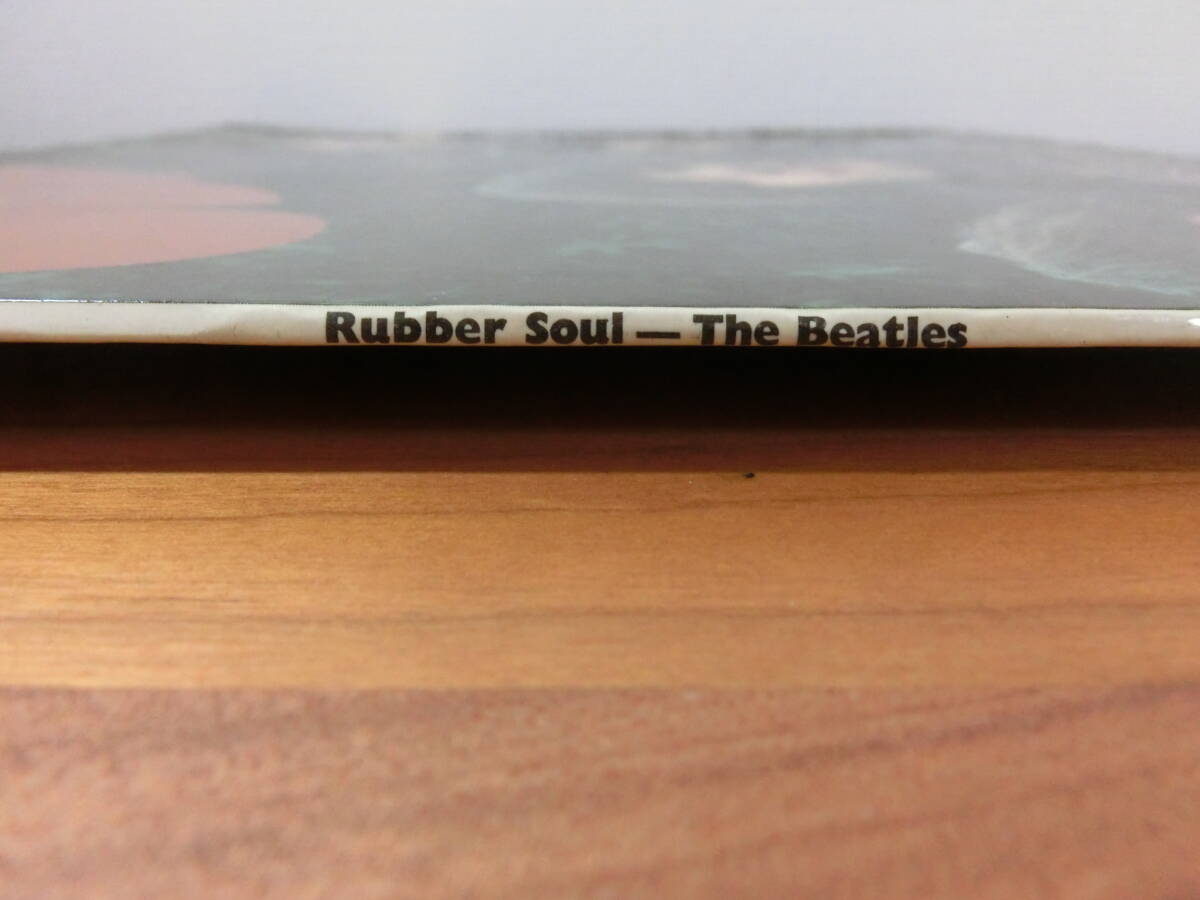 Rubber Soul — The Beatles